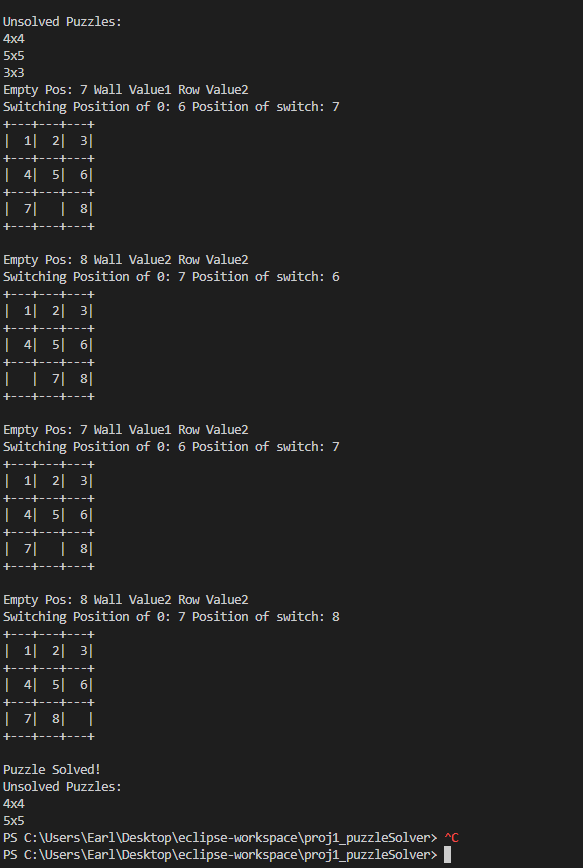 Unsolved Puzzles:
4x4
5x5
3x3
Empty Pos: 7 Wall Value1 Row Value2
Switching Position of 0: 6 Position of switch: 7
+---+---+---+
|  1|  2|  3|
+---+---+---+
|  4|  5|  6|
+---+---+---+
|  7|   |  8|
+---+---+---+

Empty Pos: 8 Wall Value2 Row Value2
Switching Position of 0: 7 Position of switch: 6
+---+---+---+
|  1|  2|  3|
+---+---+---+
|  4|  5|  6|
+---+---+---+
|   |  7|  8|
+---+---+---+

Empty Pos: 7 Wall Value1 Row Value2
Switching Position of 0: 6 Position of switch: 7
+---+---+---+
|  1|  2|  3|
+---+---+---+
|  4|  5|  6|
+---+---+---+
|  7|   |  8|
+---+---+---+

Empty Pos: 8 Wall Value2 Row Value2
Switching Position of 0: 7 Position of switch: 8
+---+---+---+
|  1|  2|  3|
+---+---+---+
|  4|  5|  6|
+---+---+---+
|  7|  8|   |
+---+---+---+

Puzzle Solved!
Unsolved Puzzles:
4x4
5x5
PS C:\Users\Earl\Desktop\eclipse-workspace\proj1_puzzleSolver> ^C
PS C:\Users\Earl\Desktop\eclipse-workspace\proj1_puzzleSolver>